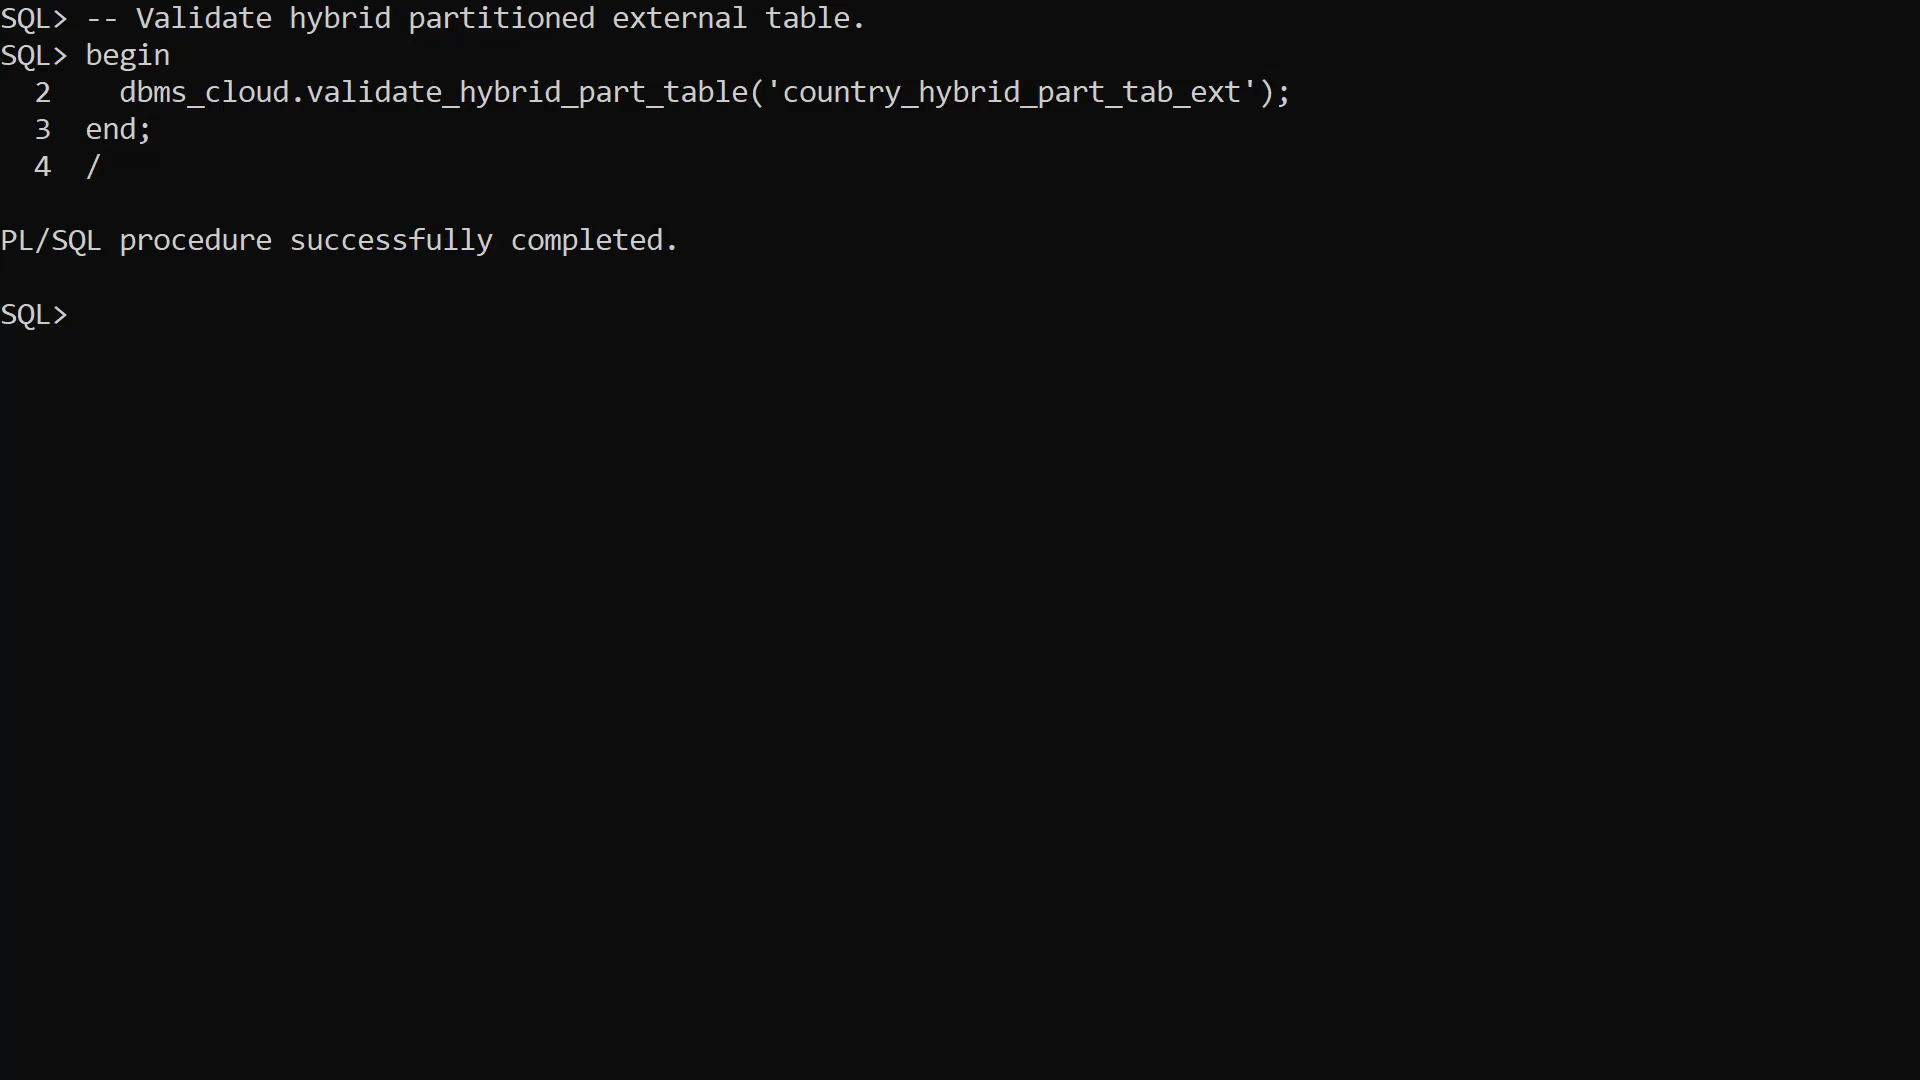 SQL> -- Validate hybrid partitioned external table.
SQL> begin
  2    dbms_cloud.validate_hybrid_part_table('country_hybrid_part_tab_ext');
  3  end;
  4  /
PL/SQL procedure successfully completed.
SQL>